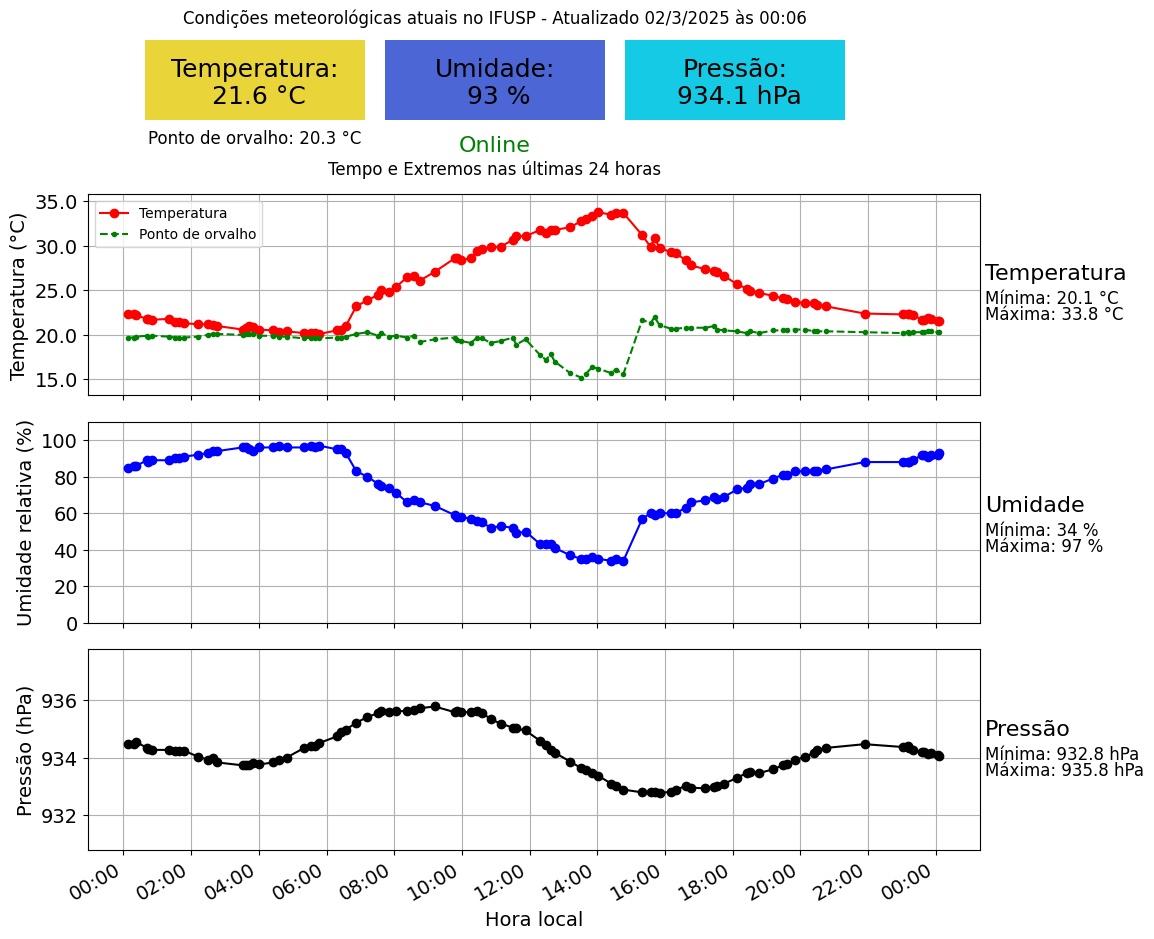 Condições meteorológicas atuais no IFUSP - Atualizado 02/3/2025 às 00:06
Temperatura:
21.6 °C
Umidade:
93 %
Pressão:
934.1 hPa
Ponto de orvalho: 20.3 °C
Online
Tempo e Extremos nas últimas 24 horas
Temperatura (°C)
35.0
30.0
25.0
20.0
15.0
Temperatura
Ponto de orvalho
Temperatura
Mínima: 20.1 °C
Máxima: 33.8 °C
Umidade relativa (%)
100
80
60
40
20
0
Umidade
Mínima: 34 %
Máxima: 97 %
Pressão (hPa)
936
934
932
Pressão
Mínima: 932.8 hPa
Máxima: 935.8 hPa
00:00 02:00 04:00 06:00 08:00 10:00 12:00 14:00 16:00 18:00 20:00 22:00 00:00
Hora local